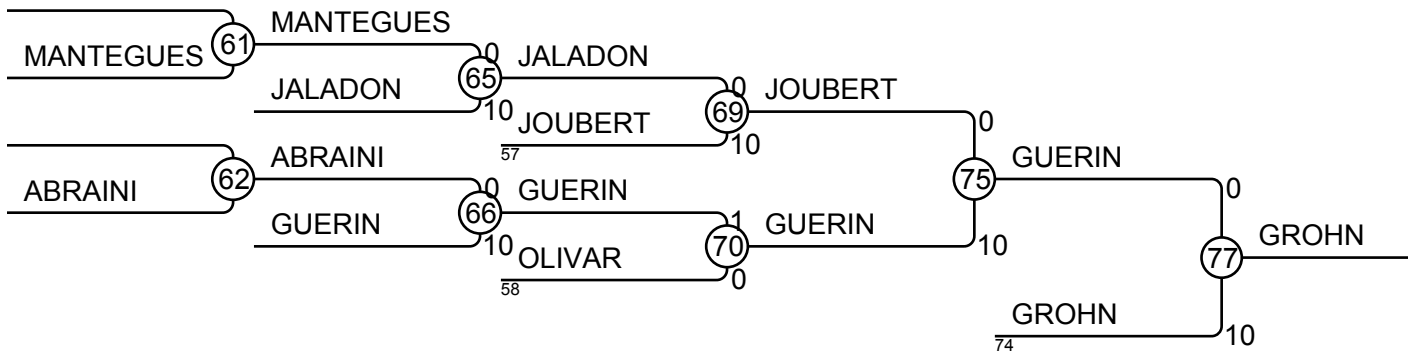 MANTEGUES
61
MANTEGUES
0
JALADON
65
10
JALADON
0
JOUBERT
57
69
10
JOUBERT
0
ABRAINI
62
ABRAINI
0
GUERIN
66
10
GUERIN
1
OLIVAR
58
70
0
GUERIN
75
10
GUERIN
0
GROHN
74
77
10
GROHN